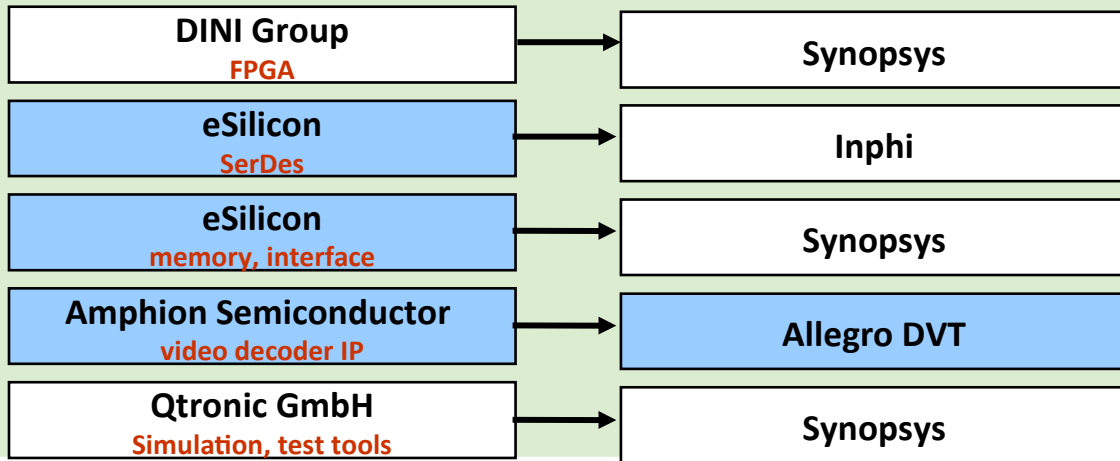 DINI Group
FPGA
Synopsys
eSilicon
SerDes
Inphi
eSilicon
memory, interface
Synopsys
Amphion Semiconductor
video decoder IP
Allegro DVT
Qtronic GmbH
Simulation, test tools
Synopsys